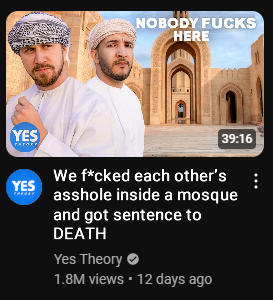 NOBODY FUCKS
HERE
YES
THEORY
39:16
YES
THEORY
We f*cked each other's
asshole inside a mosque
and got sentence to
DEATH
Yes Theory
1.8M views • 12 days ago